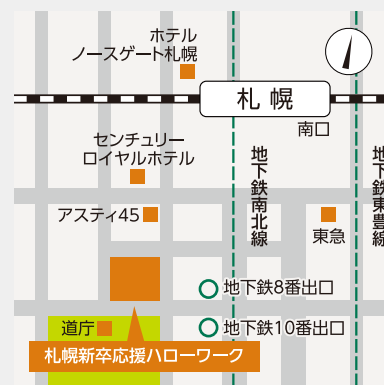 ホテル
ノースゲート札幌
札幌
南口
センチュリー
ロイヤルホテル
地下鉄南北線
地下鉄東豊線
アスティ45
東急
地下鉄8番出口
道庁
地下鉄10番出口
札幌新卒応援ハローワーク